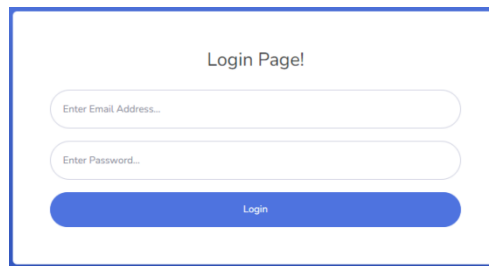 Login Page!
Enter Email Address...
Enter Password...
Login